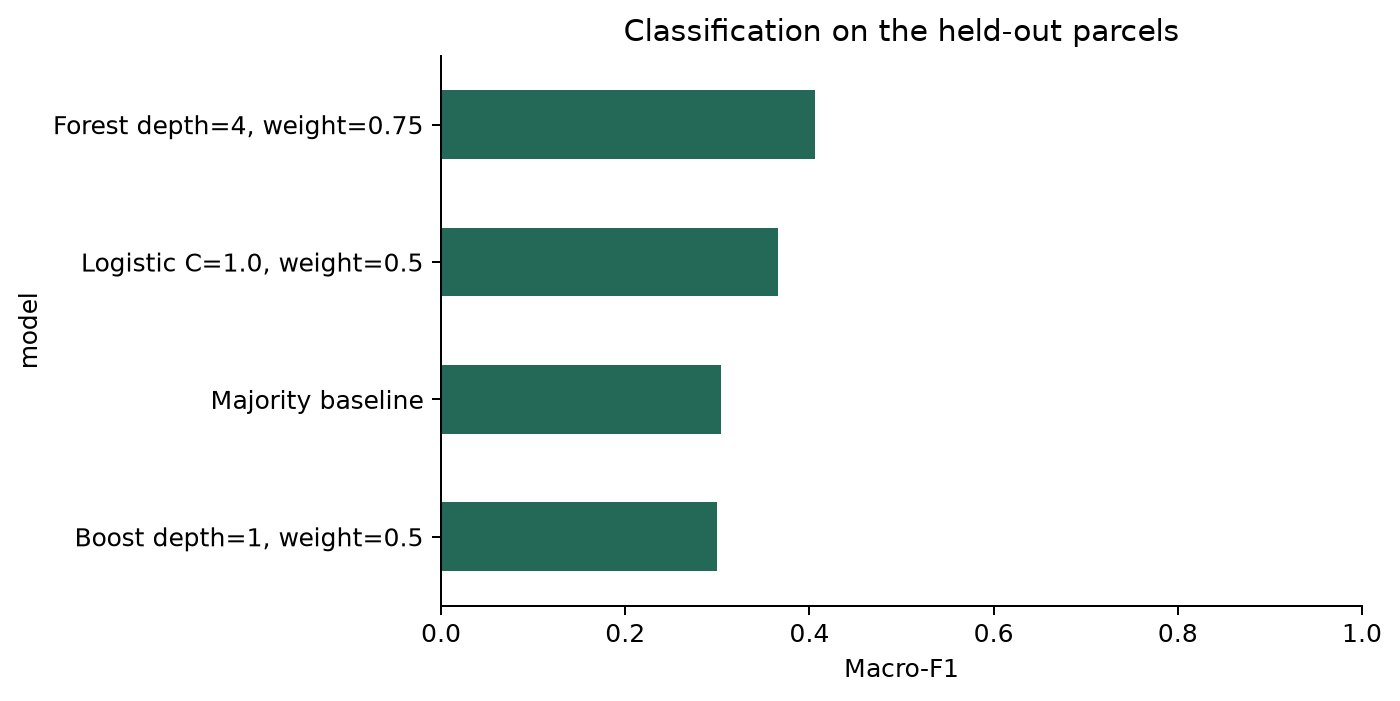 Classification on the held-out parcels
Forest depth=4, weight=0.75
Logistic C=1.0, weight=0.5
Majority baseline
Boost depth=1, weight=0.5
model
0.0 0.2 0.4 0.6 0.8 1.0
Macro-F1